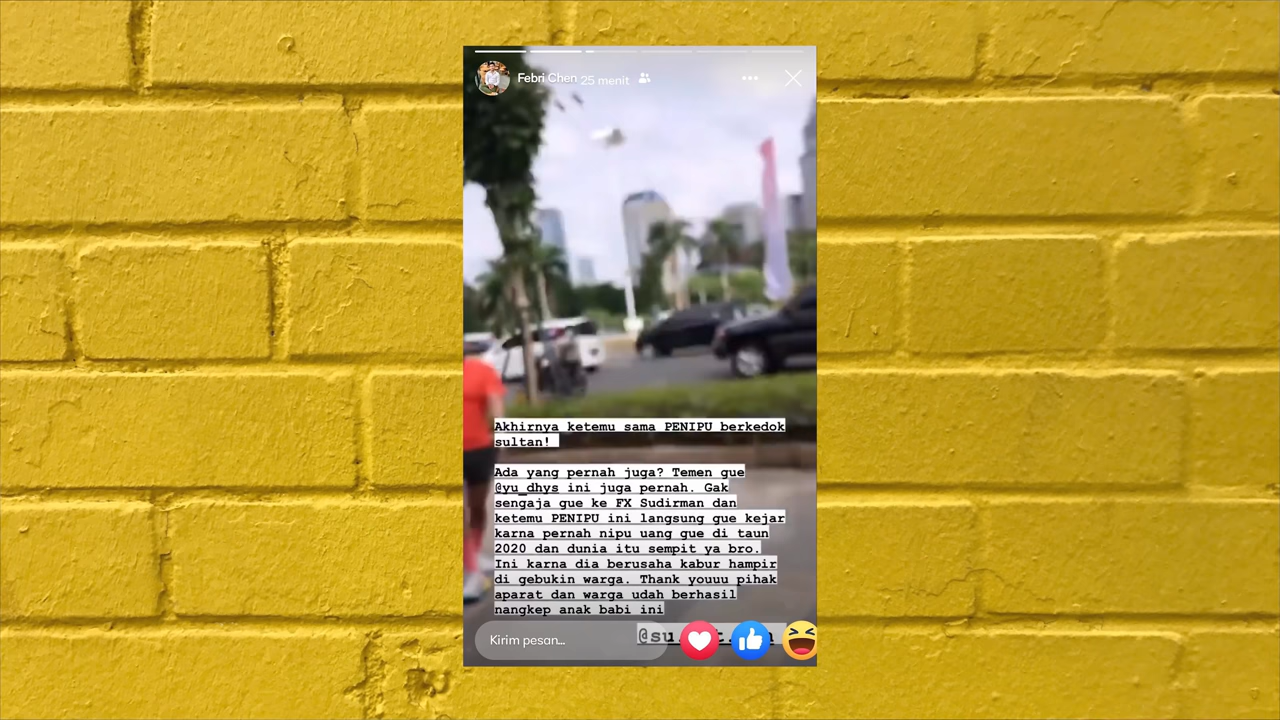 Febri Chen 25 menit
Akhirnya ketemu sama PENIPU berkedok
sultan!
Ada yang pernah juga? Temen gue
@yu_dhys ini juga pernah. Gak
sengaja gue ke FX Sudirman dan
ketemu PENIPU ini langsung gue kejar
karna pernah nipu uang gue di taun
2020 dan dunia itu sempit ya bro.
Ini karna dia berusaha kabur hampir
di gebukin warga. Thank youuu pihak
aparat dan warga udah berhasil
nangkep anak babi ini
Kirim pesan...